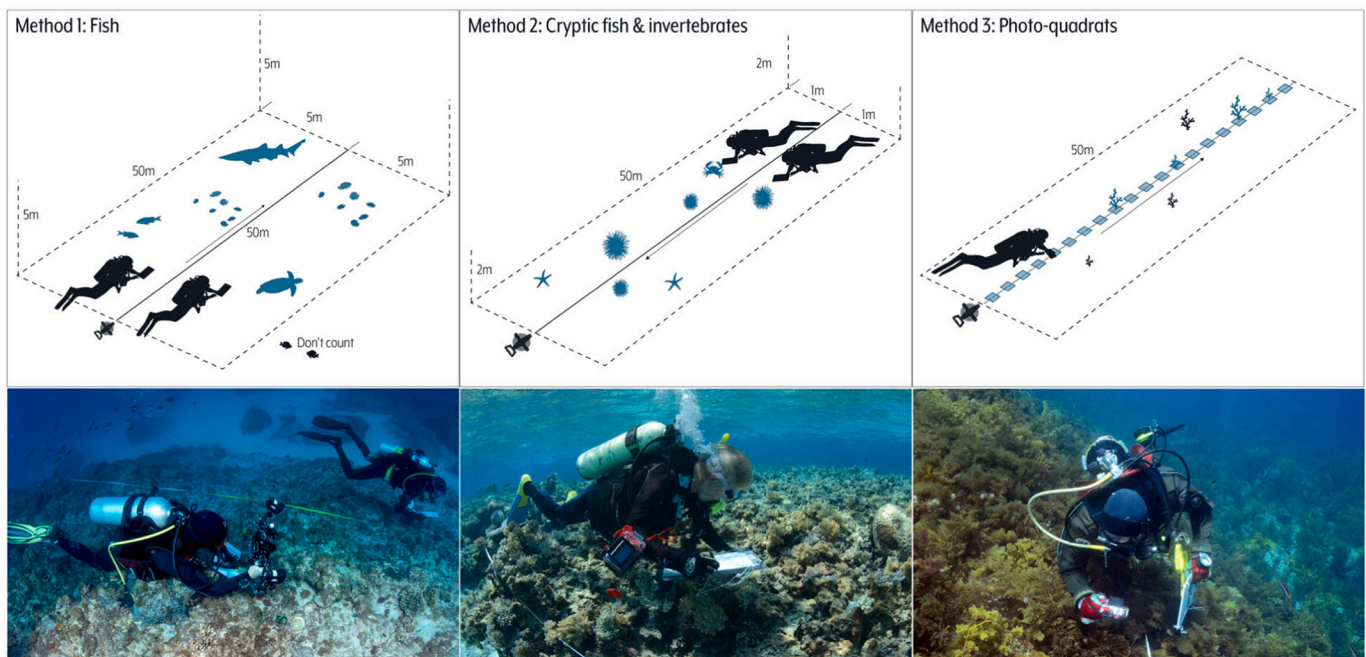 Method 1: Fish
5m
5m
50m
5m
5m
50m
D
Don't count
Method 2: Cryptic fish & invertebrates
2m
1m
1m
50m
2m
D
Method 3: Photo-quadrats
50m
D